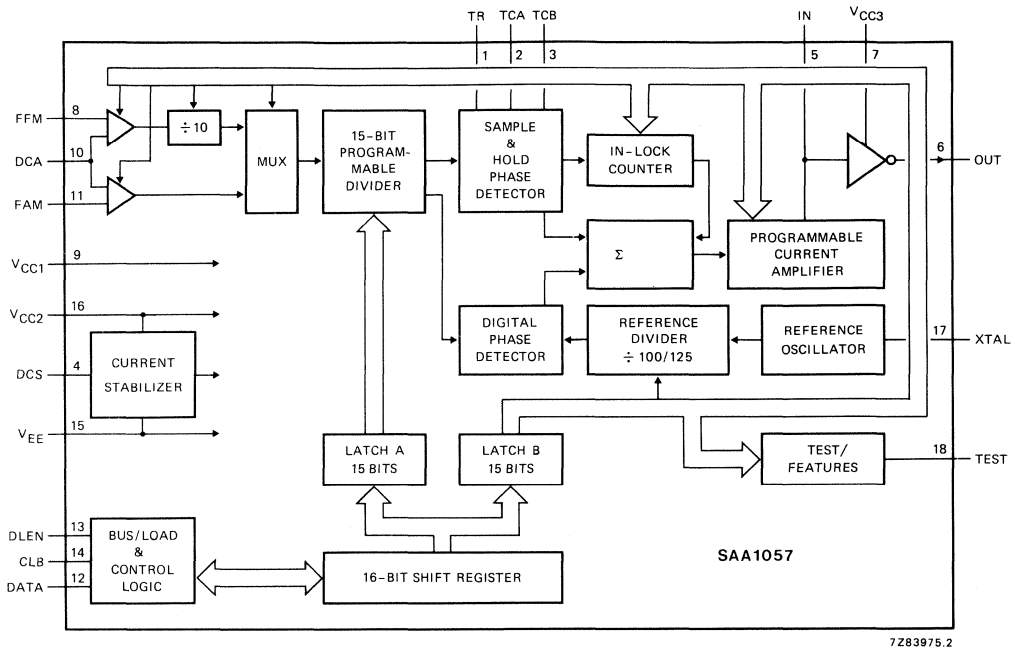 TR TCA TCB IN VCC3
1 2 3 5 7
FFM 8
÷ 10
DCA 10
FAM 11
MUX
15-BIT
PROGRAM-
MABLE
DIVIDER
SAMPLE
&
HOLD
PHASE
DETECTOR
IN-LOCK
COUNTER
6 OUT
Σ
PROGRAMMABLE
CURRENT
AMPLIFIER
VCC1 9
VCC2 16
DCS 4
CURRENT
STABILIZER
VEE 15
DIGITAL
PHASE
DETECTOR
REFERENCE
DIVIDER
÷ 100/125
REFERENCE
OSCILLATOR
17 XTAL
LATCH A
15 BITS
LATCH B
15 BITS
TEST/
FEATURES
18 TEST
DLEN 13
CLB 14
DATA 12
BUS/LOAD
&
CONTROL
LOGIC
16-BIT SHIFT REGISTER
SAA1057
7Z83975.2